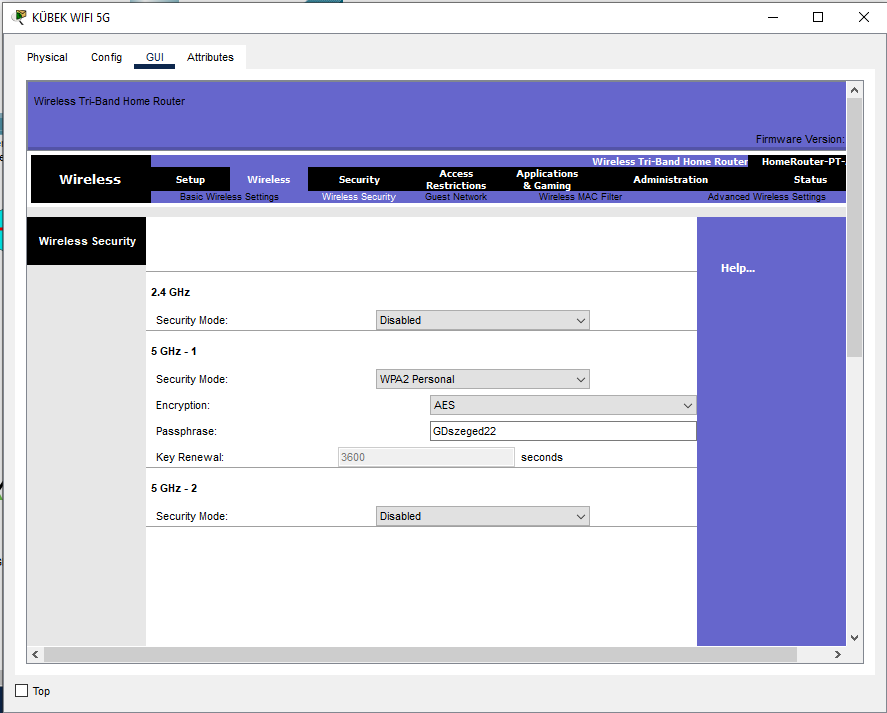 KÜBEK WIFI 5G
Physical Config GUI Attributes
Wireless Tri-Band Home Router
Firmware Version:
Wireless Tri-Band Home Router HomeRouter-PT-
Wireless Setup Wireless Security Access Restrictions Applications & Gaming Administration Status
Basic Wireless Settings Wireless Security Guest Network Wireless MAC Filter Advanced Wireless Settings
Wireless Security
Help...
2.4 GHz
Security Mode: Disabled
5 GHz - 1
Security Mode: WPA2 Personal
Encryption: AES
Passphrase: GDszeged22
Key Renewal: 3600 seconds
5 GHz - 2
Security Mode: Disabled
Top